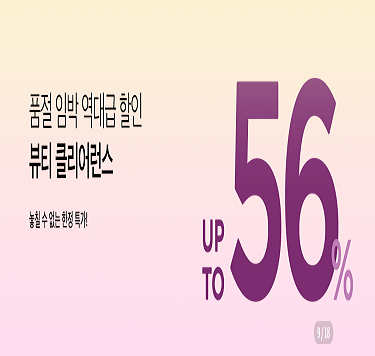 품절 임박 역대급 할인
뷰티 클리어런스
놓칠 수 없는 한정 특가!
UP
TO
56%
9/18